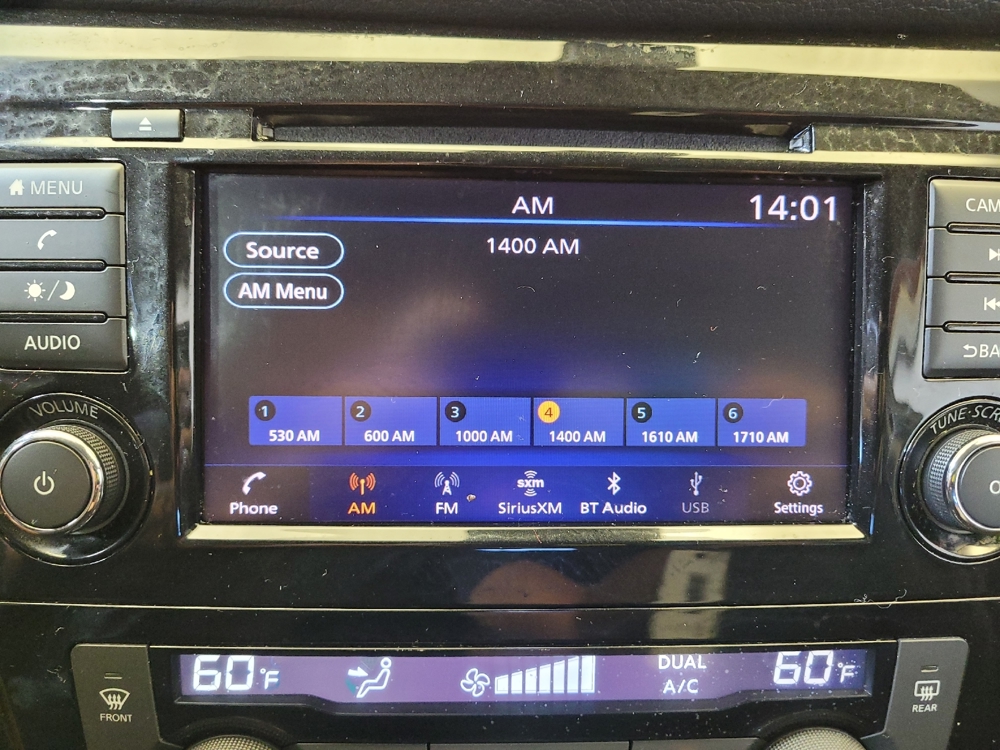 MENU
AUDIO
VOLUME
AM
14:01
Source
1400 AM
AM Menu
1
530 AM
2
600 AM
3
1000 AM
4
1400 AM
5
1610 AM
6
1710 AM
Phone
AM
FM
sxm
SiriusXM
BT Audio
USB
Settings
CAM
BA
TUNE·SCR
60°F
DUAL
A/C
60°F
FRONT
REAR